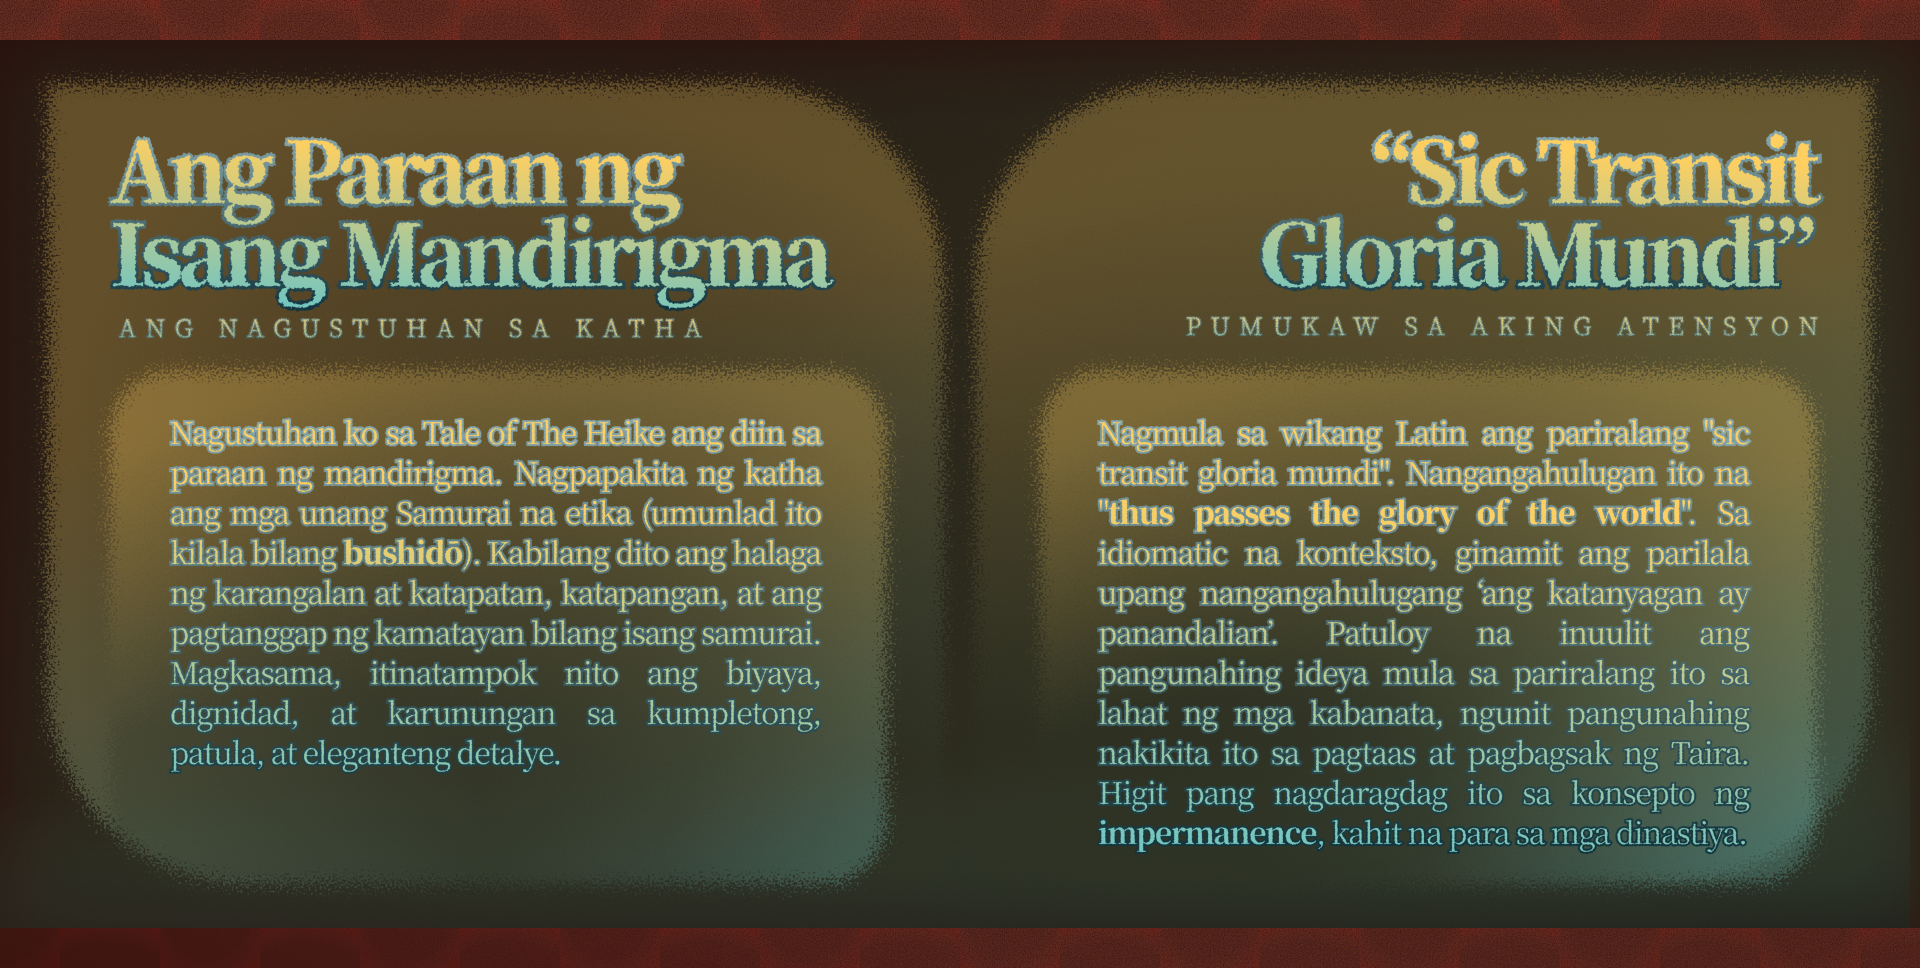 Ang Paraan ng
Isang Mandirigma
ANG NAGUSTUHAN SA KATHA
Nagustuhan ko sa Tale of The Heike ang diin sa
paraan ng mandirigma. Nagpapakita ng katha
ang mga unang Samurai na etika (umunlad ito
kilala bilang bushidō). Kabilang dito ang halaga
ng karangalan at katapatan, katapangan, at ang
pagtanggap ng kamatayan bilang isang samurai.
Magkasama, itinatampok nito ang biyaya,
dignidad, at karunungan sa kumpletong,
patula, at eleganteng detalye.
“Sic Transit
Gloria Mundi”
PUMUKAW SA AKING ATENSYON
Nagmula sa wikang Latin ang pariralang "sic
transit gloria mundi". Nangangahulugan ito na
"thus passes the glory of the world". Sa
idiomatic na konteksto, ginamit ang parilala
upang nangangahulugang ‘ang katanyagan ay
panandalian’. Patuloy na inuulit ang
pangunahing ideya mula sa pariralang ito sa
lahat ng mga kabanata, ngunit pangunahing
nakikita ito sa pagtaas at pagbagsak ng Taira.
Higit pang nagdaragdag ito sa konsepto ng
impermanence, kahit na para sa mga dinastiya.